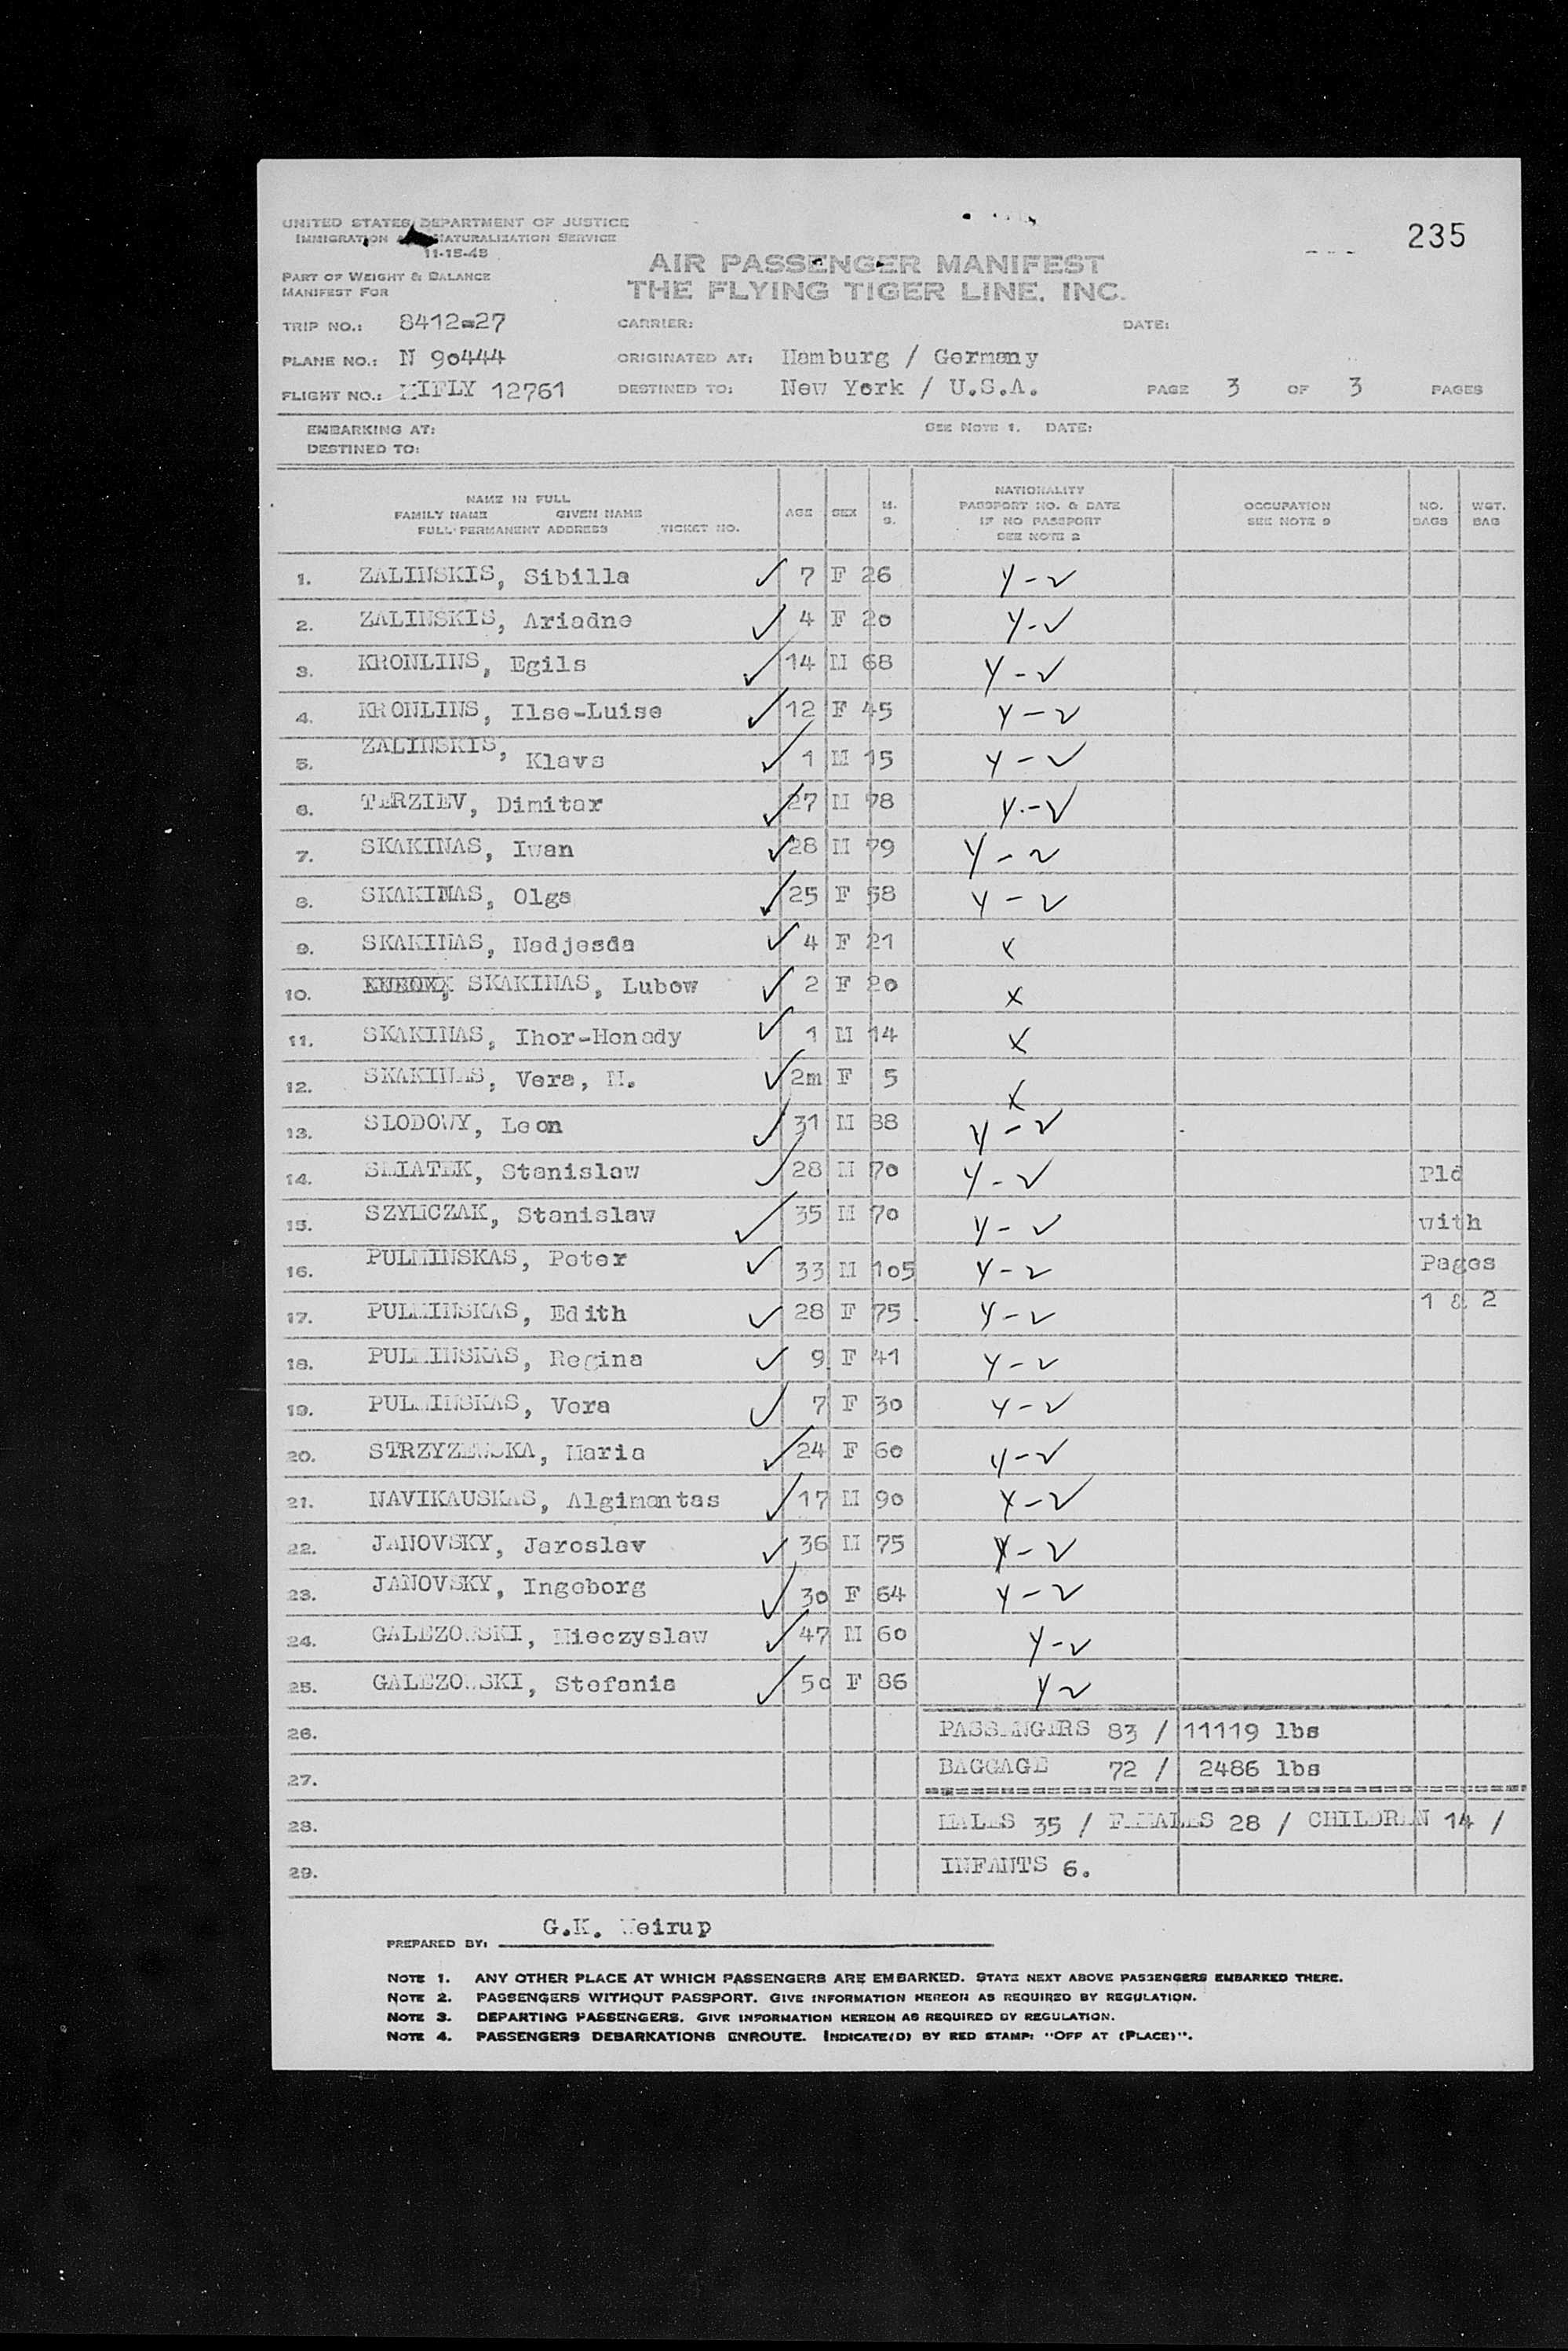 235
UNITED STATES DEPARTMENT OF JUSTICE
IMMIGRATION NATURALIZATION SERVICE
11-15-48
PART OF WEIGHT & BALANCE
MANIFEST FOR
AIR PASSENGER MANIFEST
THE FLYING TIGER LINE, INC.
TRIP NO.: 8412-27 CARRIER: DATE:
PLANE NO.: N 90444 ORIGINATED AT: Hamburg / Germany
FLIGHT NO.: HIFLY 12761 DESTINED TO: New York / U.S.A. PAGE 3 OF 3 PAGES
EMBARKING AT: SEE NOTE 1. DATE:
DESTINED TO:
NAME IN FULL
FAMILY NAME GIVEN NAME
FULL PERMANENT ADDRESS TICKET NO.
AGE SEX M. S.
NATIONALITY
PASSPORT NO. & DATE
IF NO PASSPORT
SEE NOTE 2
OCCUPATION
SEE NOTE 3
NO. BAGS
WGT. BAG
1. ZALINSKIS, Sibilla ✓ 7 F 26 Y-✓
2. ZALINSKIS, Ariadne ✓ 4 F 20 Y-✓
3. KRONLINS, Egils ✓ 14 M 68 Y-✓
4. KRONLINS, Ilse-Luise ✓ 12 F 45 Y-✓
5. ZALINSKIS, Klavs ✓ 1 M 15 Y-✓
6. TERZIEV, Dimitar ✓ 27 M 78 Y-✓
7. SKAKINAS, Iwan ✓ 28 M 79 Y-✓
8. SKAKINAS, Olga ✓ 25 F 58 Y-✓
9. SKAKINAS, Nadjesda ✓ 4 F 21 X
10. SKAKINAS, Lubow ✓ 2 F 20 X
11. SKAKINAS, Ihor-Henady ✓ 1 M 14 X
12. SKAKINAS, Vera, M. ✓ 2m F 5 X
13. SLODOWY, Leon ✓ 31 M 88 Y-✓
14. SMIATEK, Stanislaw ✓ 28 M 70 Y-✓ Pld
15. SZYMCZAK, Stanislaw ✓ 35 M 70 Y-✓ with
16. PULMINSKAS, Peter ✓ 33 M 105 Y-✓ Pages
17. PULMINSKAS, Edith ✓ 28 F 75 Y-✓ 1 & 2
18. PULMINSKAS, Regina ✓ 9 F 41 Y-✓
19. PULMINSKAS, Vera ✓ 7 F 30 Y-✓
20. STRZYZEWSKA, Maria ✓ 24 F 60 Y-✓
21. NAVIKAUSKAS, Algimantas ✓ 17 M 90 Y-✓
22. JANOVSKY, Jaroslav ✓ 36 M 75 Y-✓
23. JANOVSKY, Ingeborg ✓ 30 F 64 Y-✓
24. GALEZOWSKI, Mieczyslaw ✓ 47 M 60 Y-✓
25. GALEZOWSKI, Stefania ✓ 50 F 86 Y✓
26. PASSENGERS 83 / 11119 lbs
27. BAGGAGE 72 / 2486 lbs
28. MALES 35 / FEMALES 28 / CHILDREN 14 /
29. INFANTS 6.
PREPARED BY: G.K. Weirup
NOTE 1. ANY OTHER PLACE AT WHICH PASSENGERS ARE EMBARKED. STATE NEXT ABOVE PASSENGERS EMBARKED THERE.
NOTE 2. PASSENGERS WITHOUT PASSPORT. GIVE INFORMATION HEREON AS REQUIRED BY REGULATION.
NOTE 3. DEPARTING PASSENGERS. GIVE INFORMATION HEREON AS REQUIRED BY REGULATION.
NOTE 4. PASSENGERS DEBARKATIONS ENROUTE. INDICATE(D) BY RED STAMP: "OFF AT (PLACE)".